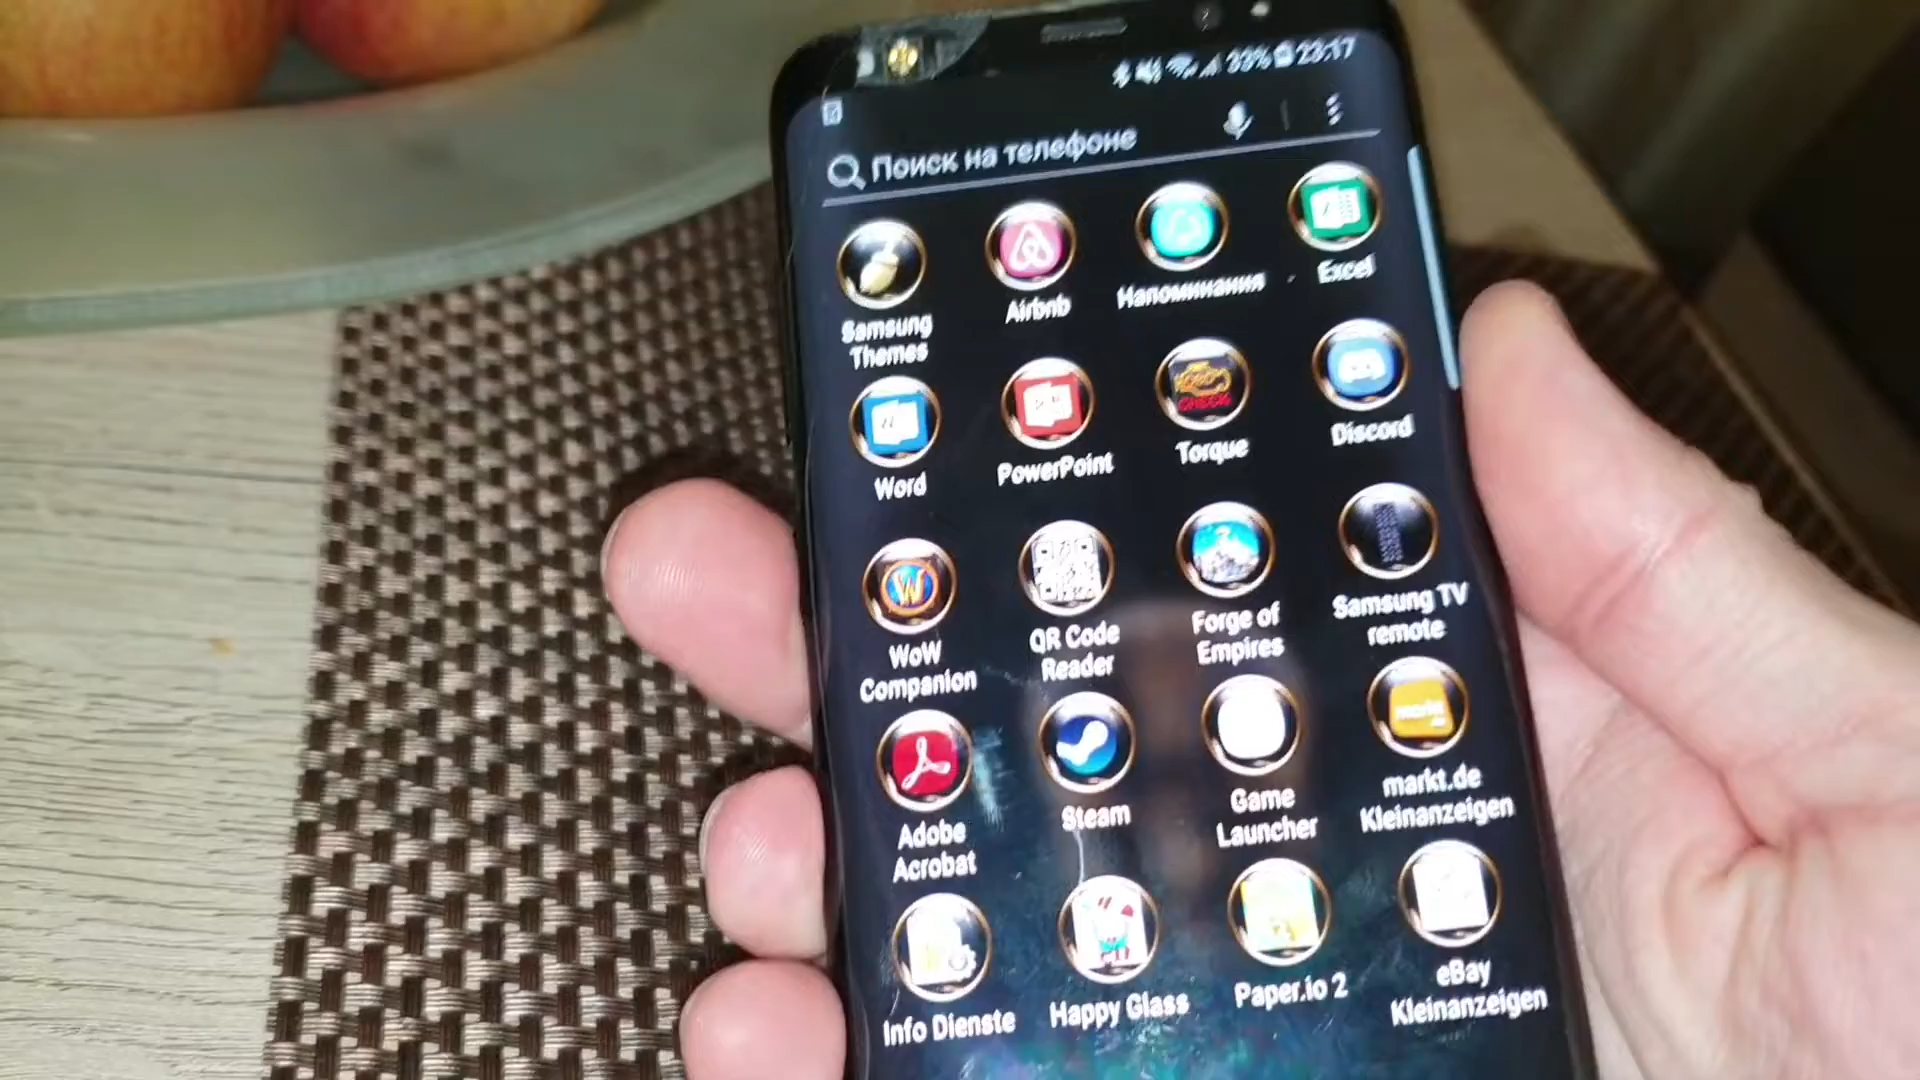 33% 23:17
Поиск на телефоне
Samsung
Themes
Airbnb
Напоминания
Excel
Word
PowerPoint
CHECK
Torque
Discord
W
WoW
Companion
QR Code
Reader
Forge of
Empires
Samsung TV
remote
Adobe
Acrobat
Steam
Game
Launcher
markt.de
Kleinanzeigen
Info Dienste
Happy Glass
Paper.io 2
eBay
Kleinanzeigen